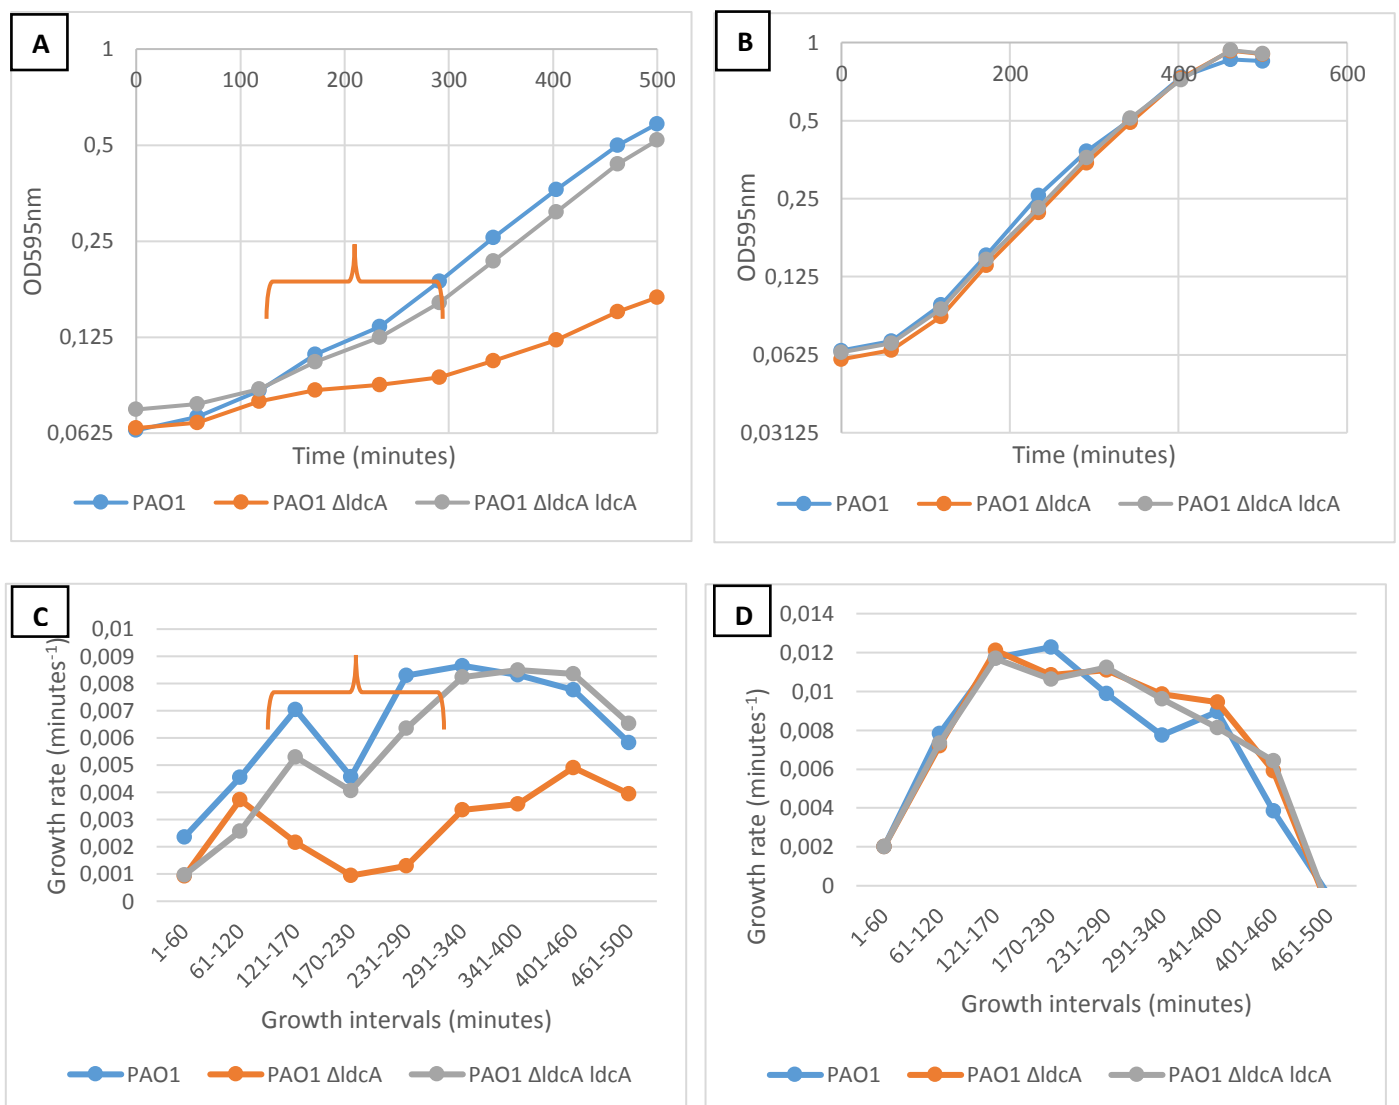 A
1
0 100 200 300 400 500
0,5
0,25
0,125
0,0625
OD595nm
Time (minutes)
PAO1 PAO1 ΔldcA PAO1 ΔldcA ldcA
B
1
0 200 400 600
0,5
0,25
0,125
0,0625
0,03125
OD595nm
Time (minutes)
PAO1 PAO1 ΔldcA PAO1 ΔldcA ldcA
C
0,01
0,009
0,008
0,007
0,006
0,005
0,004
0,003
0,002
0,001
0
Growth rate (minutes⁻¹)
1-60 61-120 121-170 170-230 231-290 291-340 341-400 401-460 461-500
Growth intervals (minutes)
PAO1 PAO1 ΔldcA PAO1 ΔldcA ldcA
D
0,014
0,012
0,01
0,008
0,006
0,004
0,002
0
Growth rate (minutes⁻¹)
1-60 61-120 121-170 170-230 231-290 291-340 341-400 401-460 461-500
Growth intervals (minutes)
PAO1 PAO1 ΔldcA PAO1 ΔldcA ldcA